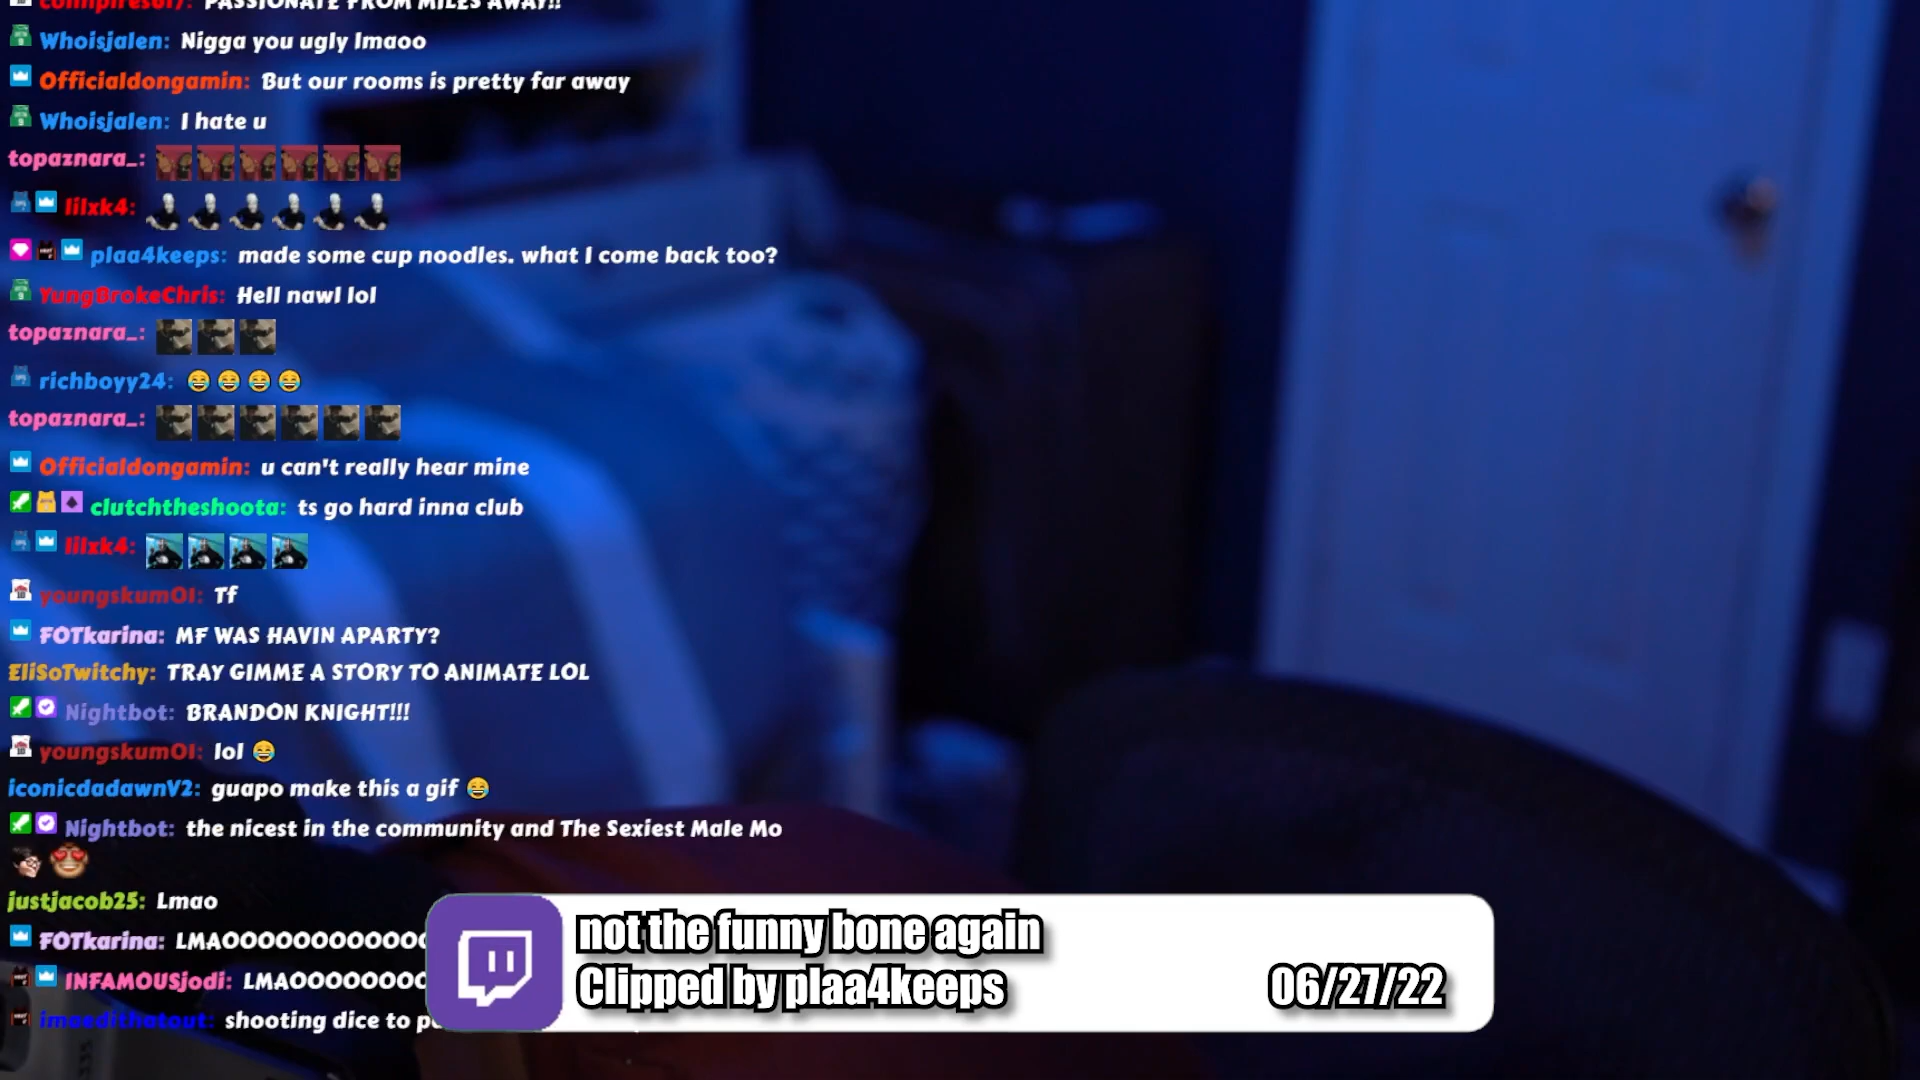 PASSIONATE FROM MILES AWAY!!
Whoisjalen: Nigga you ugly lmaoo
Officialdongamin: But our rooms is pretty far away
Whoisjalen: I hate u
topaznara_:
lilxk4:
plaa4keeps: made some cup noodles. what I come back too?
YungBrokeChris: Hell nawl lol
topaznara_:
richboyy24: 😂 😂 😂 😂
topaznara_:
Officialdongamin: u can't really hear mine
clutchtheshoota: ts go hard inna club
lilxk4:
youngskum01: Tf
FOTkarina: MF WAS HAVIN APARTY?
EliSoTwitchy: TRAY GIMME A STORY TO ANIMATE LOL
Nightbot: BRANDON KNIGHT!!!
youngskum01: lol 😂
iconicdadawnV2: guapo make this a gif 😂
Nightbot: the nicest in the community and The Sexiest Male Mo
justjacob25: Lmao
FOTkarina: LMAOOOOOOOOOOOO
INFAMOUSjodi: LMAOOOOOOOO
imaedithatout: shooting dice to
not the funny bone again
Clipped by plaa4keeps
06/27/22